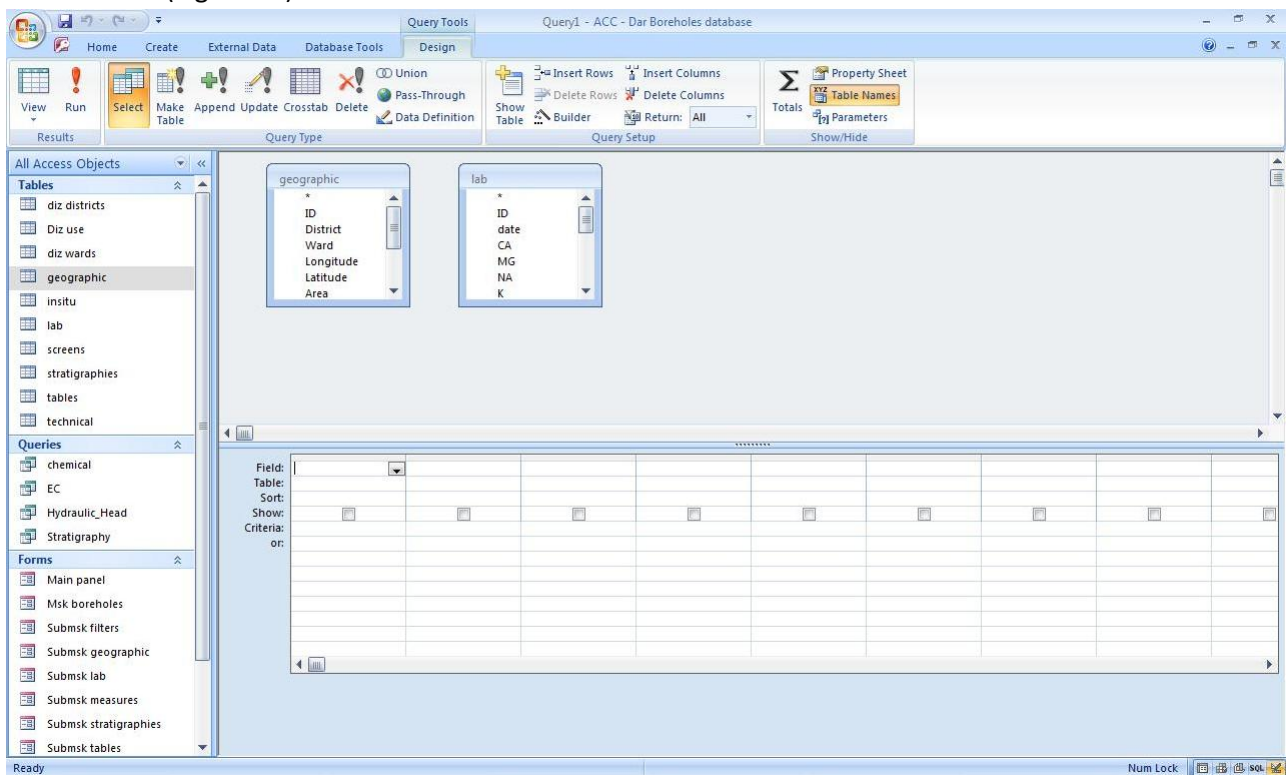 Query Tools
Query1 - ACC - Dar Boreholes database
Home Create External Data Database Tools Design
View
Run
Select
Make Table
Append
Update
Crosstab
Delete
Union
Pass-Through
Data Definition
Show Table
Insert Rows
Delete Rows
Builder
Insert Columns
Delete Columns
Return: All
Totals
Property Sheet
Table Names
Parameters
Results
Query Type
Query Setup
Show/Hide
All Access Objects
Tables
diz districts
Diz use
diz wards
geographic
insitu
lab
screens
stratigraphies
tables
technical
Queries
chemical
EC
Hydraulic_Head
Stratigraphy
Forms
Main panel
Msk boreholes
Submsk filters
Submsk geographic
Submsk lab
Submsk measures
Submsk stratigraphies
Submsk tables
geographic
*
ID
District
Ward
Longitude
Latitude
Area
lab
*
ID
date
CA
MG
NA
K
Field:
Table:
Sort:
Show:
Criteria:
or:
Ready
Num Lock
SQL